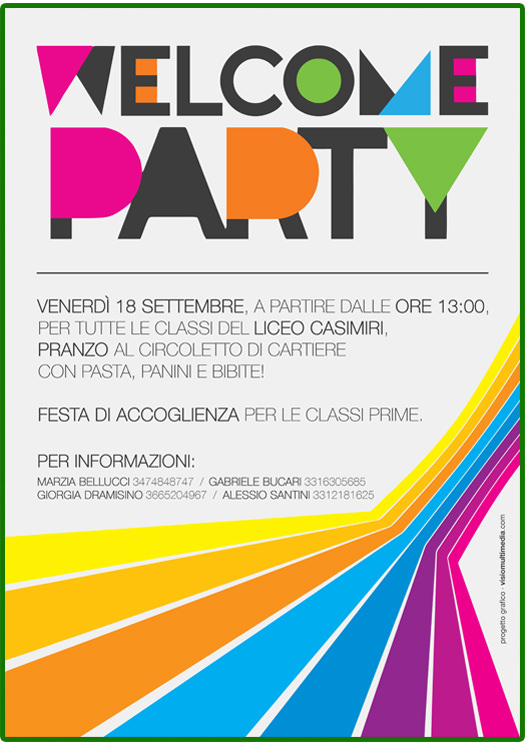 WELCOME
PARTY
VENERDÌ 18 SETTEMBRE, A PARTIRE DALLE ORE 13:00,
PER TUTTE LE CLASSI DEL LICEO CASIMIRI,
PRANZO AL CIRCOLETTO DI CARTIERE
CON PASTA, PANINI E BIBITE!
FESTA DI ACCOGLIENZA PER LE CLASSI PRIME.
PER INFORMAZIONI:
MARZIA BELLUCCI 3474848747 / GABRIELE BUCARI 3316305685
GIORGIA DRAMISINO 3665204967 / ALESSIO SANTINI 3312181625
progetto grafico - visiomultimedia.com